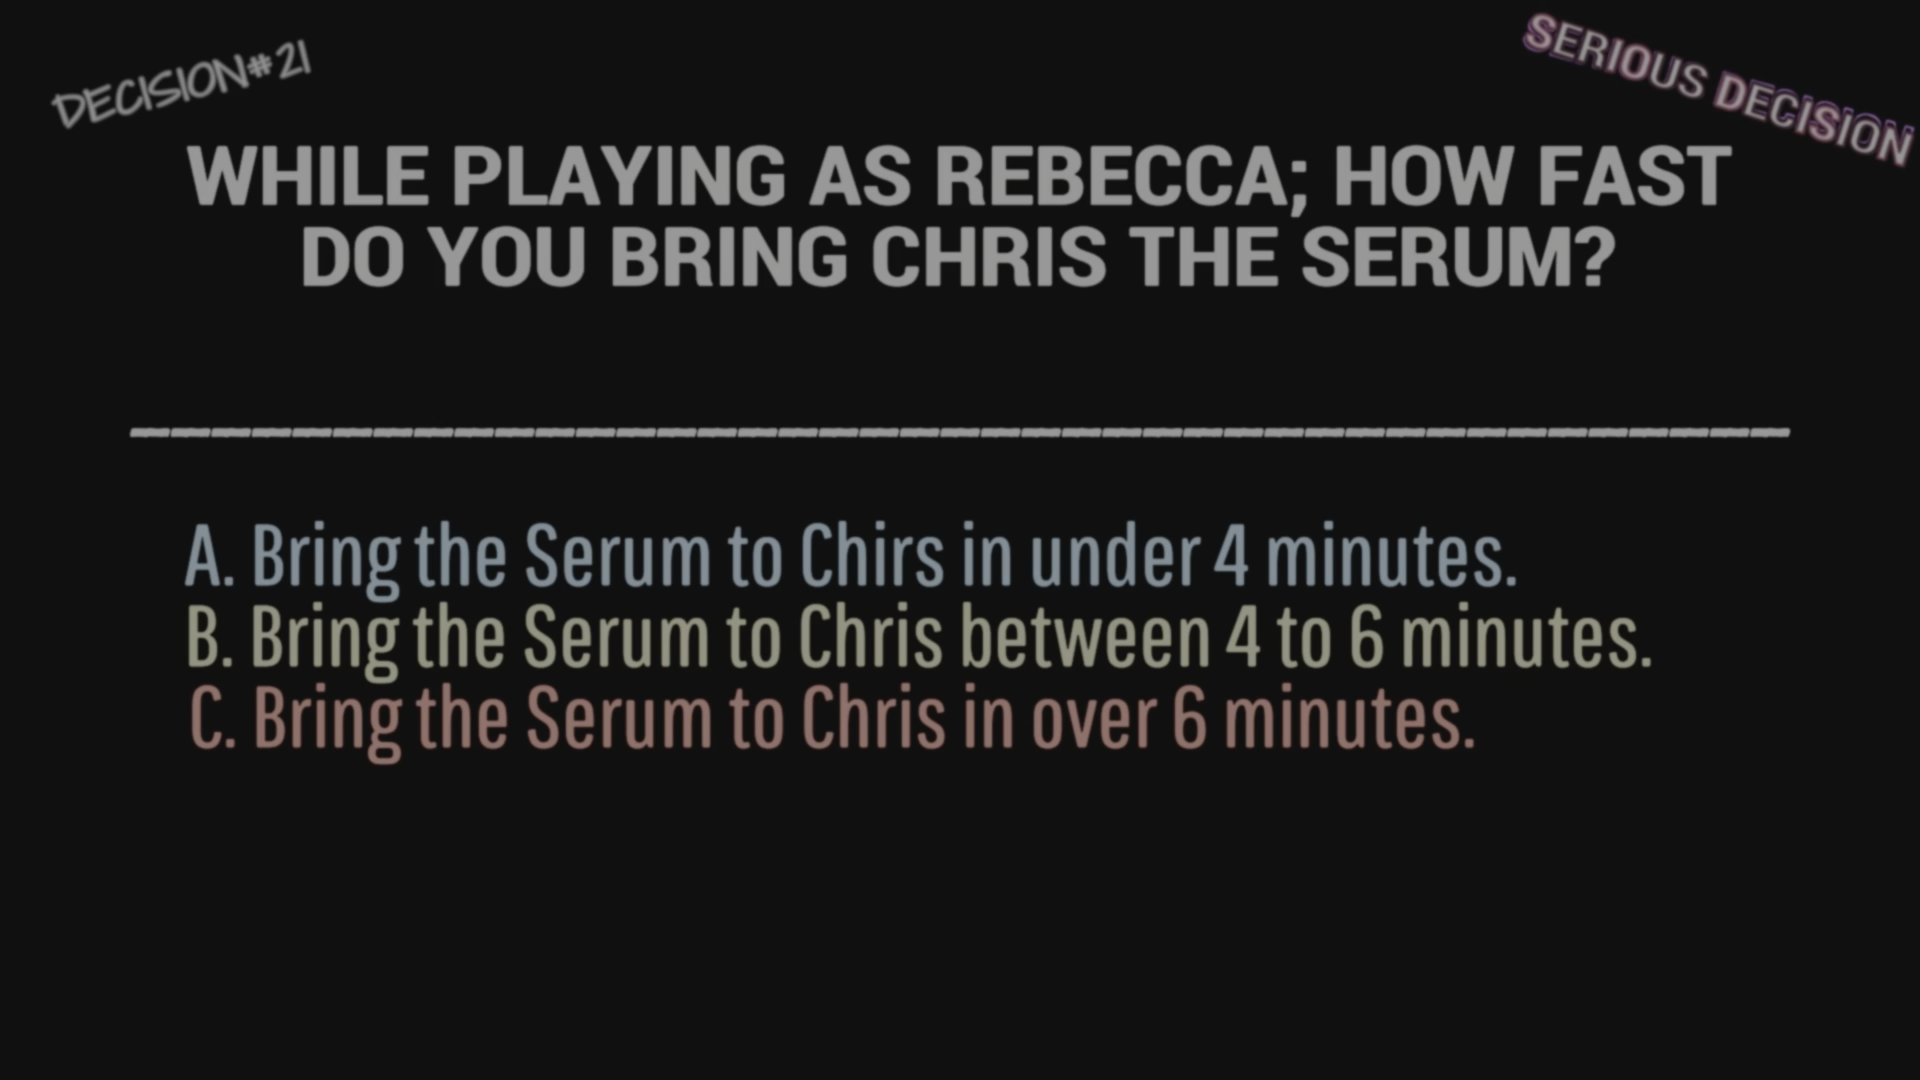 DECISION#21
SERIOUS DECISION
WHILE PLAYING AS REBECCA; HOW FAST
DO YOU BRING CHRIS THE SERUM?
A. Bring the Serum to Chirs in under 4 minutes.
B. Bring the Serum to Chris between 4 to 6 minutes.
C. Bring the Serum to Chris in over 6 minutes.